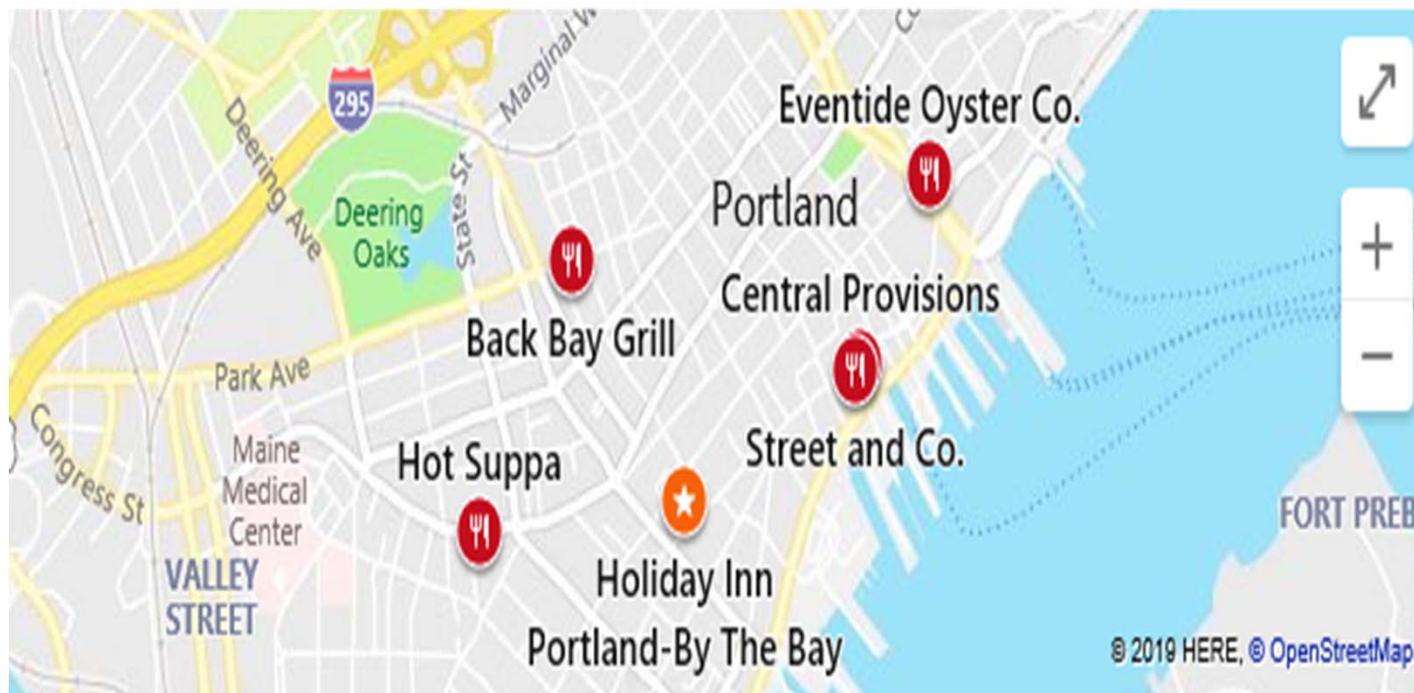 Marginal W
Co
295
Eventide Oyster Co.
Deering Ave
State St
Deering
Oaks
Portland
Central Provisions
Back Bay Grill
Park Ave
Congress St
Maine
Medical
Center
Hot Suppa
Street and Co.
FORT PREB
VALLEY
STREET
Holiday Inn
Portland-By The Bay
© 2019 HERE, © OpenStreetMap